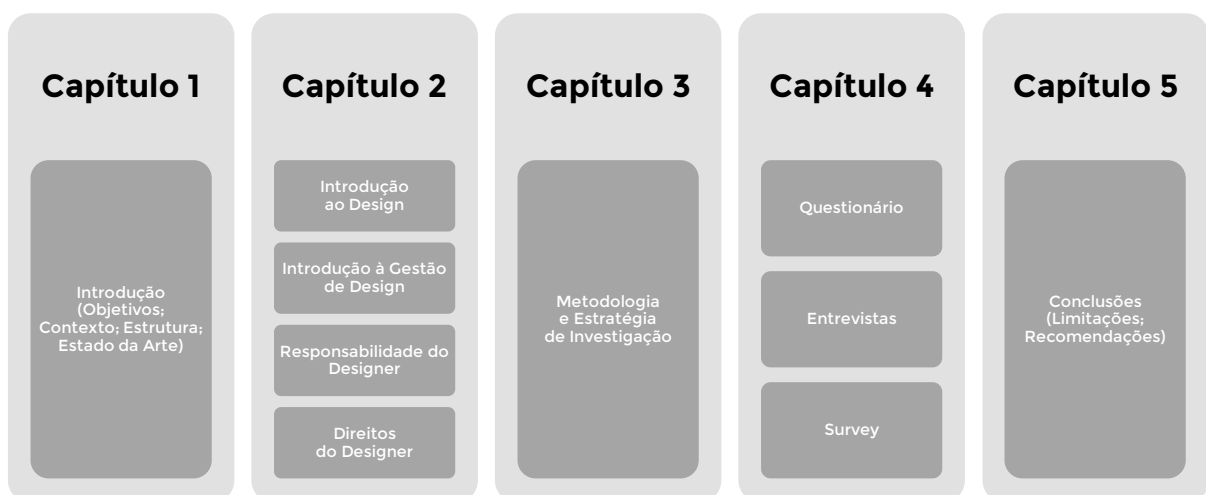 Capítulo 1
Introdução
(Objetivos;
Contexto; Estrutura;
Estado da Arte)
Capítulo 2
Introdução
ao Design
Introdução à Gestão
de Design
Responsabilidade do
Designer
Direitos
do Designer
Capítulo 3
Metodologia
e Estratégia
de Investigação
Capítulo 4
Questionário
Entrevistas
Survey
Capítulo 5
Conclusões
(Limitações;
Recomendações)